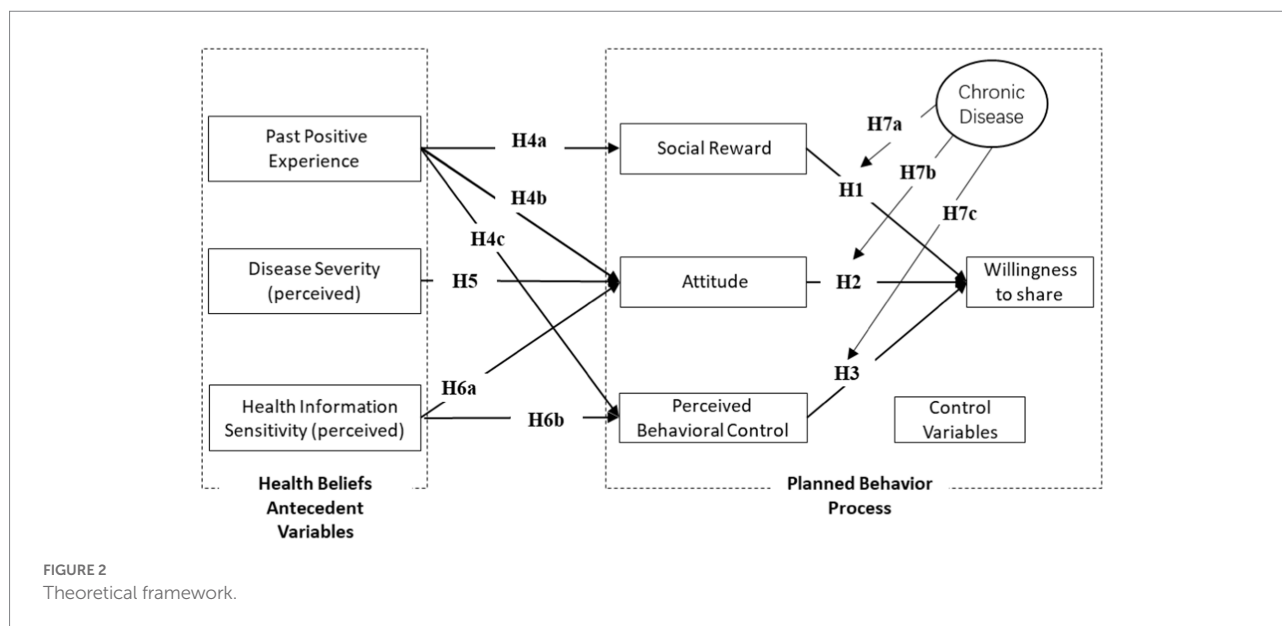 Past Positive
Experience
Disease Severity
(perceived)
Health Information
Sensitivity (perceived)
Health Beliefs
Antecedent
Variables
H4a
H4b
H4c
H5
H6a
H6b
Social Reward
Attitude
Perceived
Behavioral Control
Chronic
Disease
H7a
H7b
H7c
H1
H2
H3
Willingness
to share
Control
Variables
Planned Behavior
Process
FIGURE 2
Theoretical framework.